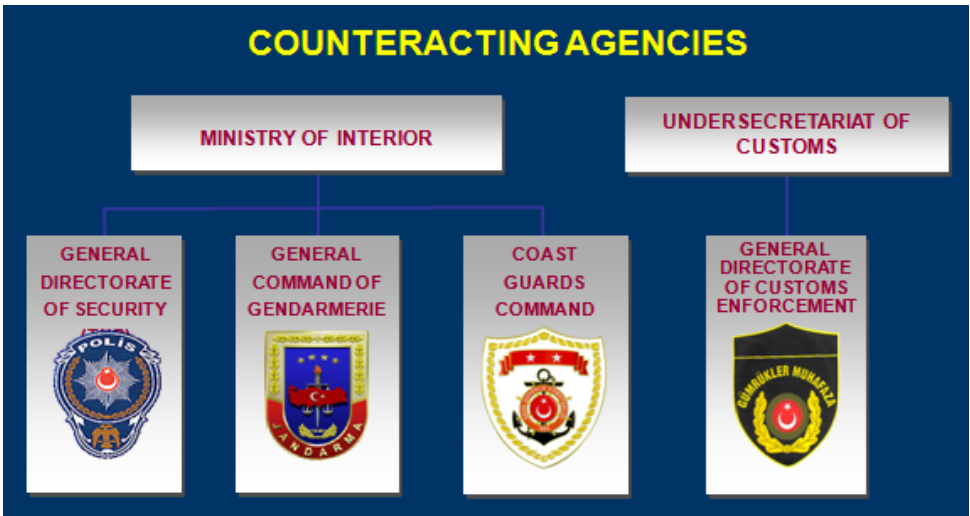 COUNTERACTING AGENCIES
MINISTRY OF INTERIOR
UNDERSECRETARIAT OF
CUSTOMS
GENERAL
DIRECTORATE
OF SECURITY
POLİS
GENERAL
COMMAND OF
GENDARMERIE
JANDARMA
COAST
GUARDS
COMMAND
GENERAL
DIRECTORATE
OF CUSTOMS
ENFORCEMENT
GÜMRÜKLER MUHAFAZA